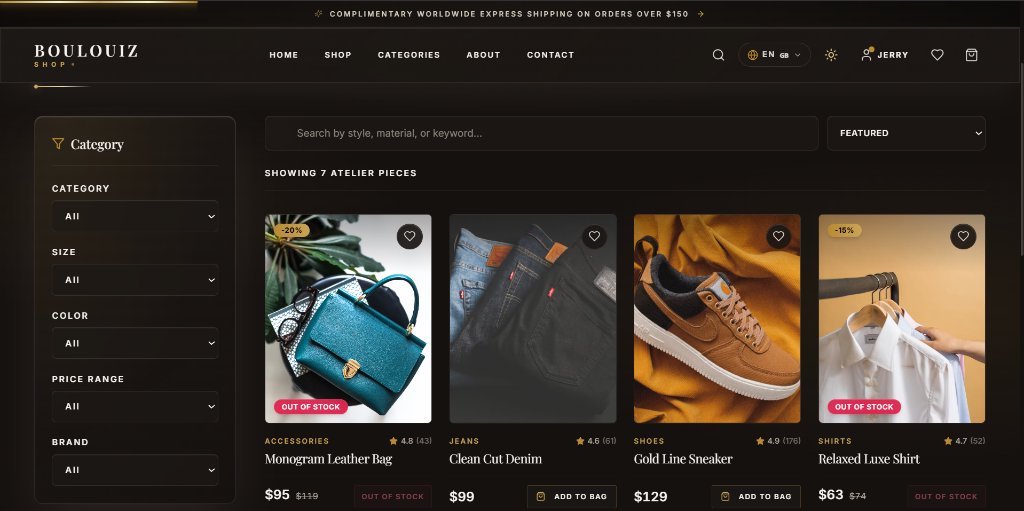 COMPLIMENTARY WORLDWIDE EXPRESS SHIPPING ON ORDERS OVER $150 →
BOULOUIZ
SHOP
HOME SHOP CATEGORIES ABOUT CONTACT
EN GB
JERRY
Category
CATEGORY
All
SIZE
All
COLOR
All
PRICE RANGE
All
BRAND
All
Search by style, material, or keyword...
FEATURED
SHOWING 7 ATELIER PIECES
-20%
OUT OF STOCK
ACCESSORIES 4.8 (43)
Monogram Leather Bag
$95 $119 OUT OF STOCK
JEANS 4.6 (61)
Clean Cut Denim
$99 ADD TO BAG
SHOES 4.9 (176)
Gold Line Sneaker
$129 ADD TO BAG
-15%
OUT OF STOCK
SHIRTS 4.7 (52)
Relaxed Luxe Shirt
$63 $74 OUT OF STOCK